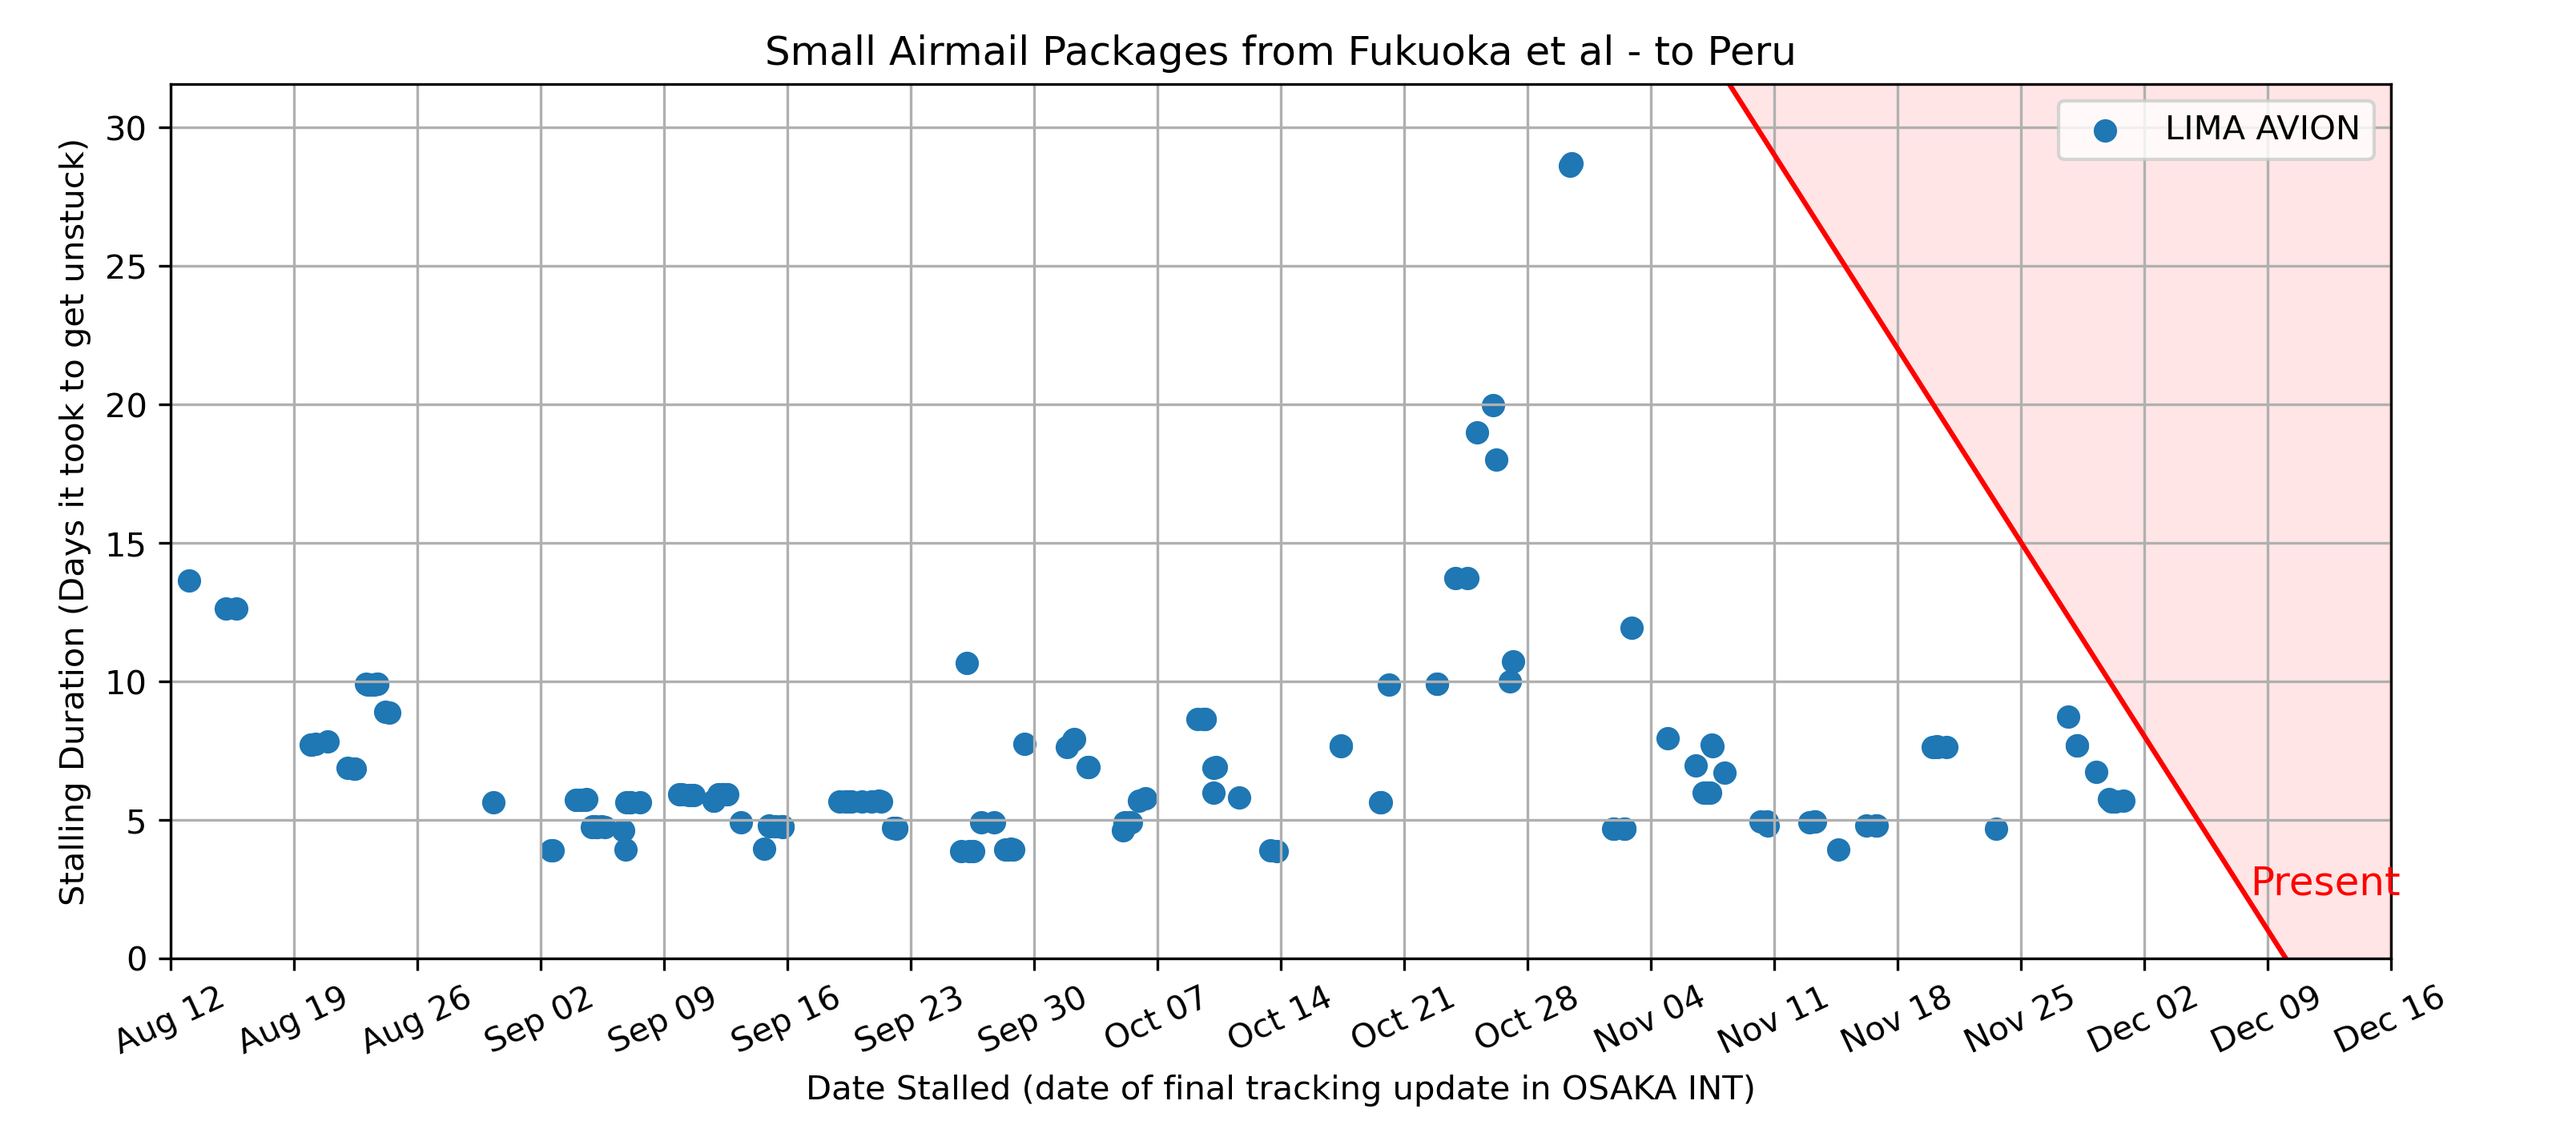 Small Airmail Packages from Fukuoka et al - to Peru
Stalling Duration (Days it took to get unstuck)
30
25
20
15
10
5
0
LIMA AVION
Present
Aug 12
Aug 19
Aug 26
Sep 02
Sep 09
Sep 16
Sep 23
Sep 30
Oct 07
Oct 14
Oct 21
Oct 28
Nov 04
Nov 11
Nov 18
Nov 25
Dec 02
Dec 09
Dec 16
Date Stalled (date of final tracking update in OSAKA INT)